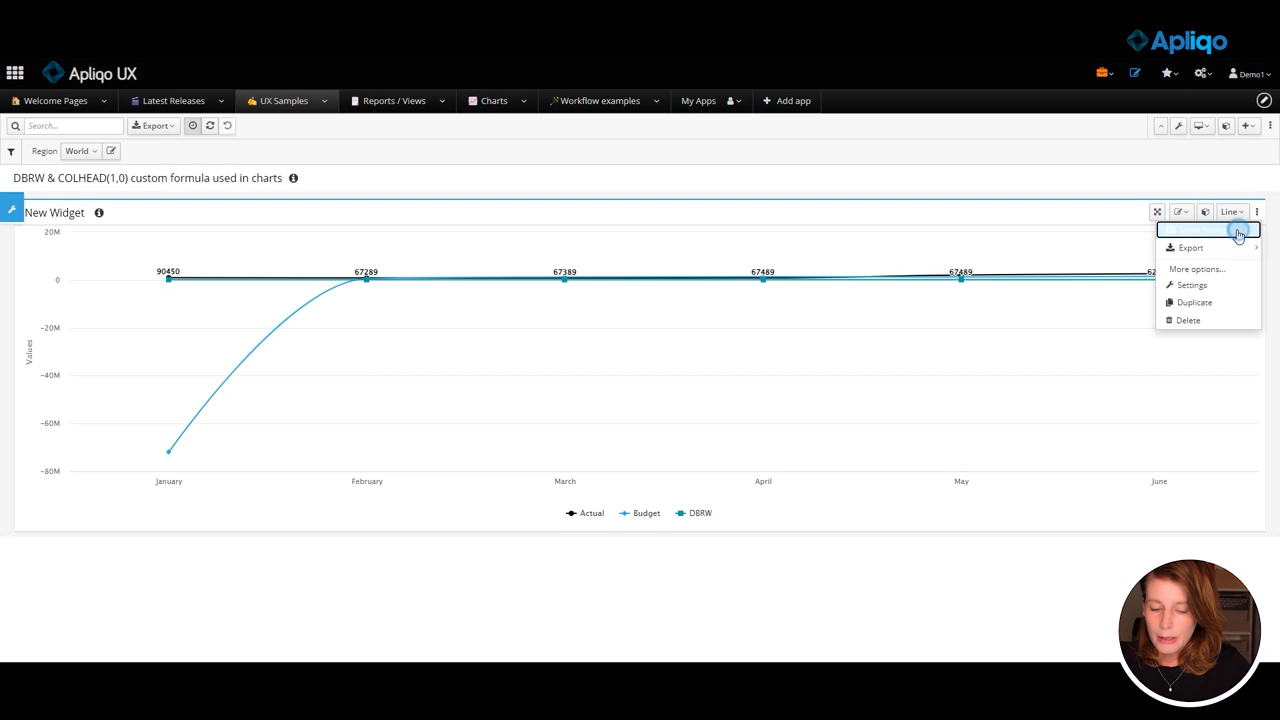 Apliqo
Apliqo UX
Demo1
Welcome Pages
Latest Releases
UX Samples
Reports / Views
Charts
Workflow examples
My Apps
Add app
Search...
Export
Region
World
DBRW & COLHEAD(1,0) custom formula used in charts
New Widget
Line
Export
More options...
Settings
Duplicate
Delete
20M
0
−20M
−40M
−60M
−80M
Values
90450
67289
67389
67489
67489
January
February
March
April
May
June
Actual
Budget
DBRW